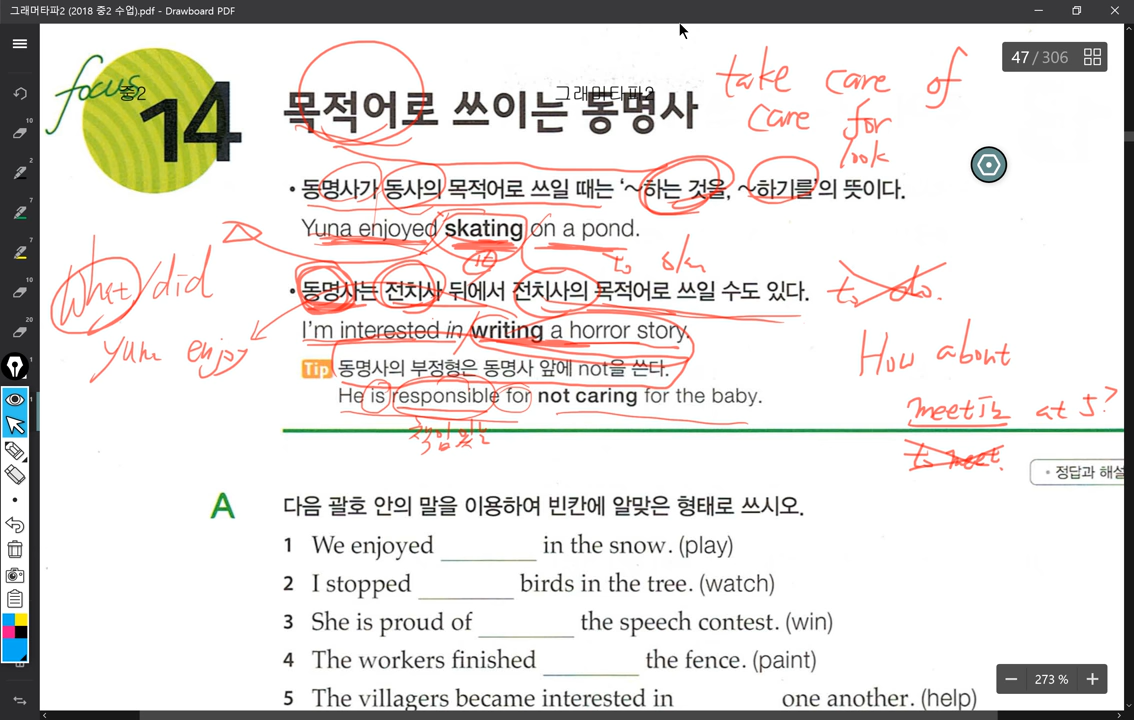 그래머타파2 (2018 중2 수업).pdf - Drawboard PDF
47 / 306
focus
중2
14
목적어로 쓰이는 동명사
그래머타파2
take care of
care for
look
• 동명사가 동사의 목적어로 쓰일 때는 '~하는 것을, ~하기를'의 뜻이다.
Yuna enjoyed skating on a pond.
What did
yuna enjoy
• 동명사는 전치사 뒤에서 전치사의 목적어로 쓰일 수도 있다.
to do.
I'm interested in writing a horror story.
How about
meeting at 5?
to meet.
Tip 동명사의 부정형은 동명사 앞에 not을 쓴다.
He is responsible for not caring for the baby.
책임 있는
• 정답과 해설
A 다음 괄호 안의 말을 이용하여 빈칸에 알맞은 형태로 쓰시오.
1 We enjoyed ________ in the snow. (play)
2 I stopped ________ birds in the tree. (watch)
3 She is proud of ________ the speech contest. (win)
4 The workers finished ________ the fence. (paint)
5 The villagers became interested in one another. (help)
273 %